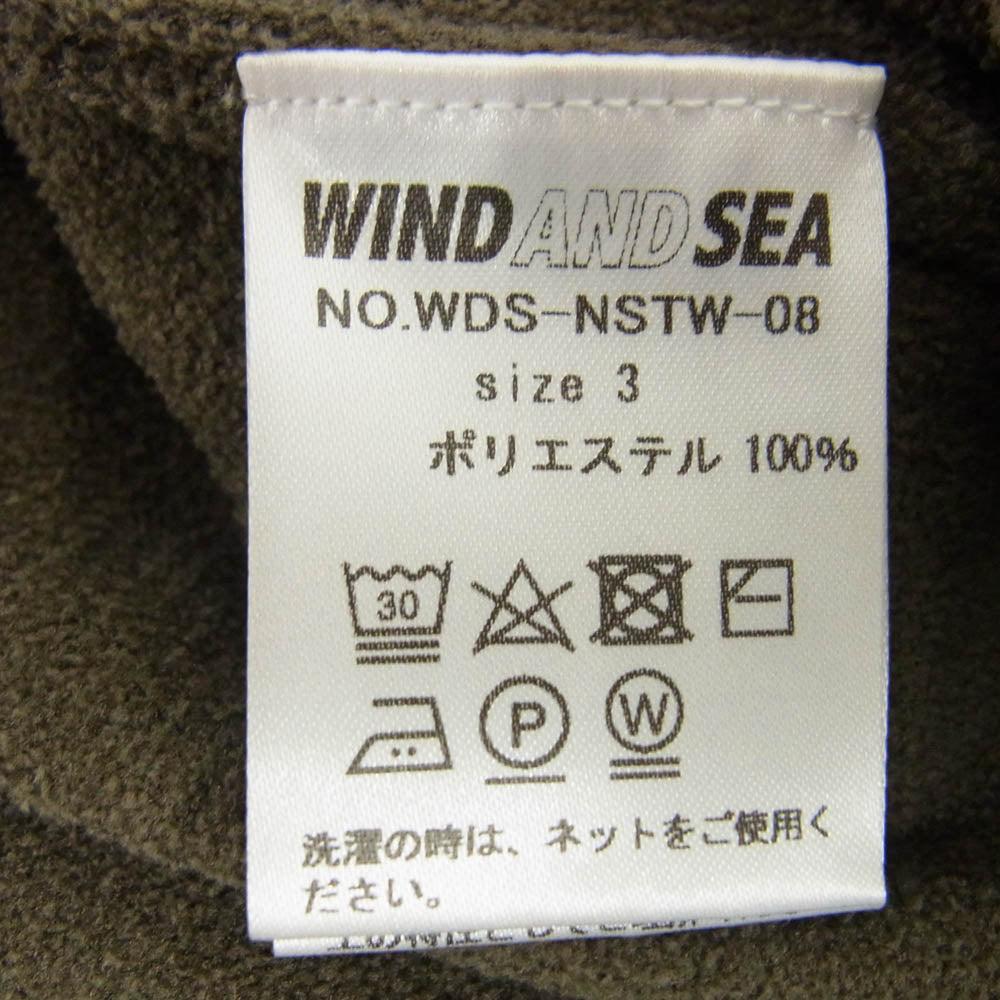 WIND AND SEA
NO.WDS-NSTW-08
size 3
ポリエステル 100%
30
P W
洗濯の時は、ネットをご使用く
ださい。